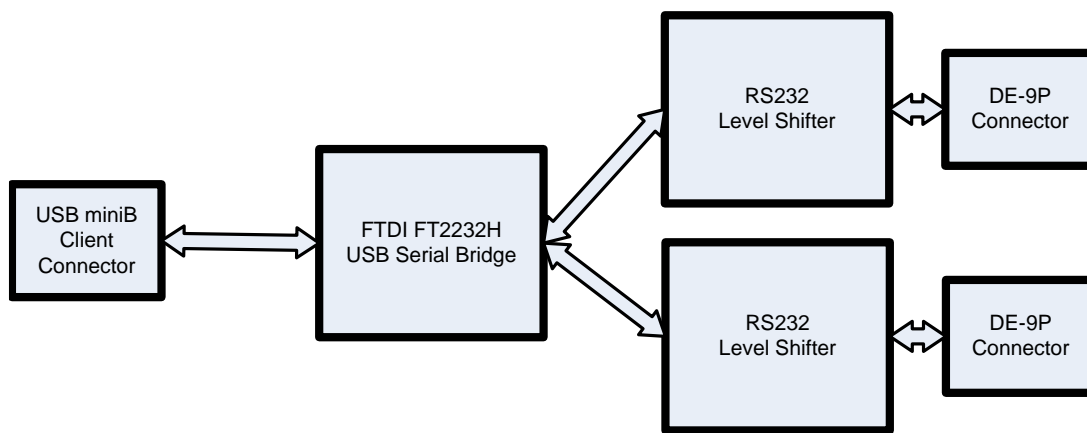 USB miniB
Client
Connector
FTDI FT2232H
USB Serial Bridge
RS232
Level Shifter
DE-9P
Connector
RS232
Level Shifter
DE-9P
Connector